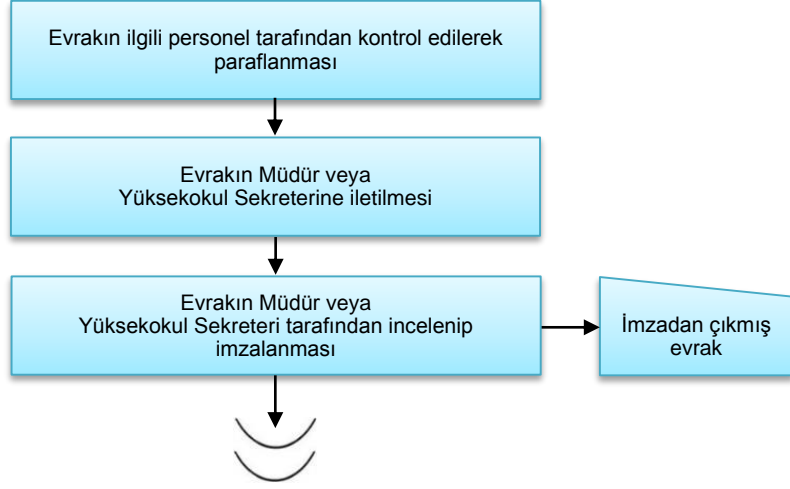 Evrakın ilgili personel tarafından kontrol edilerek
paraflanması
Evrakın Müdür veya
Yüksekokul Sekreterine iletilmesi
Evrakın Müdür veya
Yüksekokul Sekreteri tarafından incelenip
imzalanması
İmzadan çıkmış
evrak